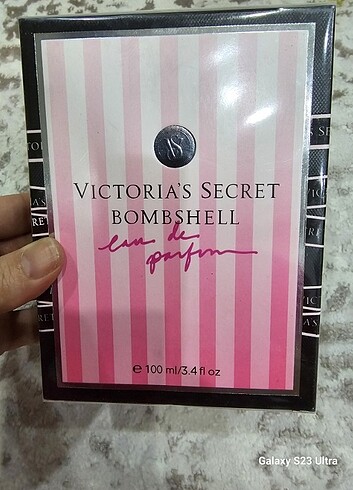 VS
VICTORIA'S SECRET
BOMBSHELL
eau de
parfum
e 100 ml/3.4 fl oz
Galaxy S23 Ultra